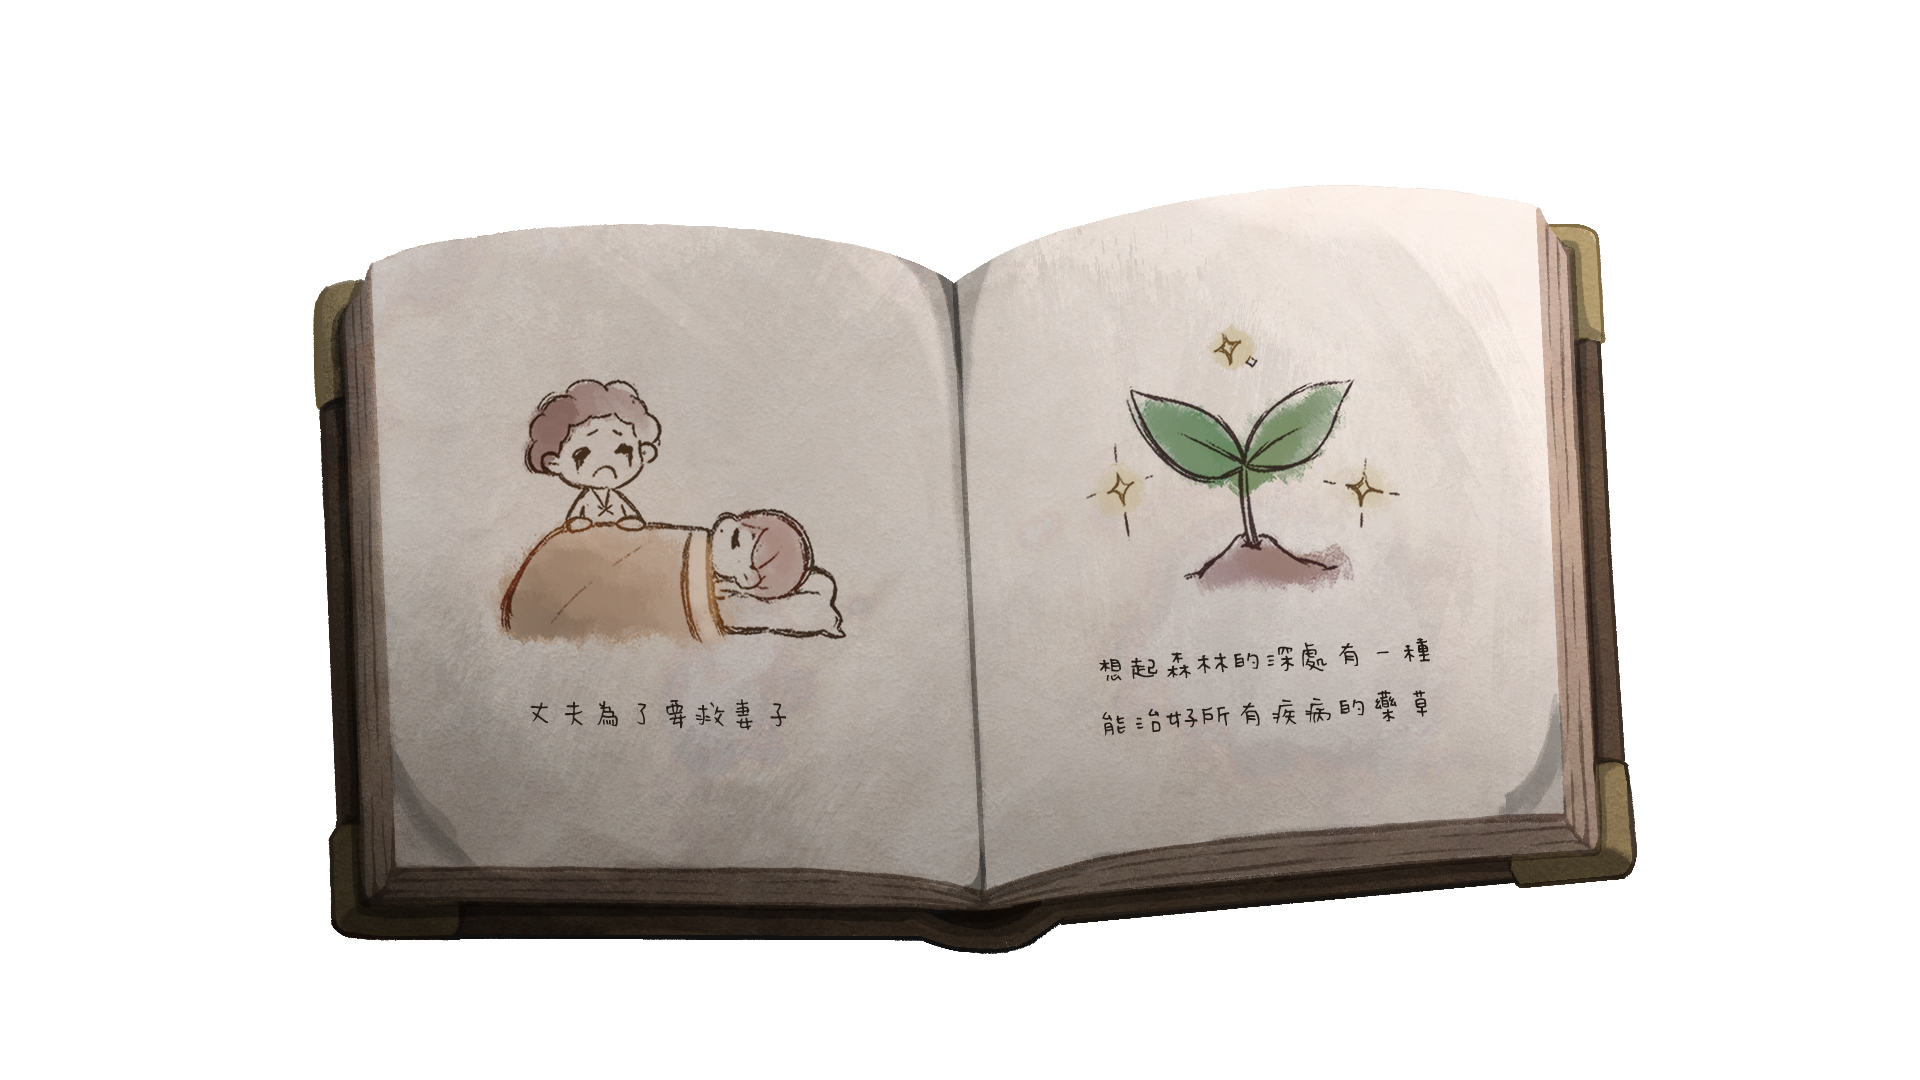 丈夫為了要救妻子
想起森林的深處有一種
能治好所有疾病的藥草